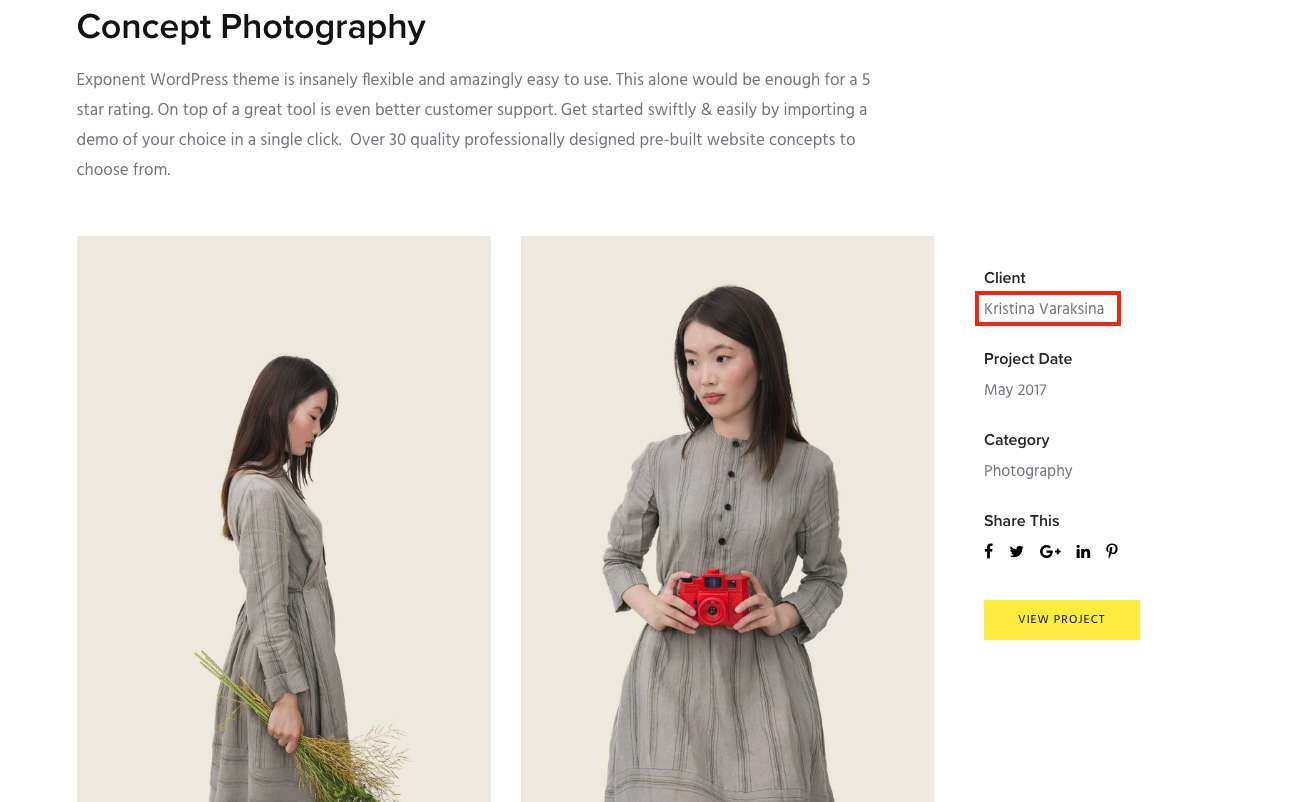 Concept Photography
Exponent WordPress theme is insanely flexible and amazingly easy to use. This alone would be enough for a 5
star rating. On top of a great tool is even better customer support. Get started swiftly & easily by importing a
demo of your choice in a single click.  Over 30 quality professionally designed pre-built website concepts to
choose from.
Client
Kristina Varaksina
Project Date
May 2017
Category
Photography
Share This
VIEW PROJECT